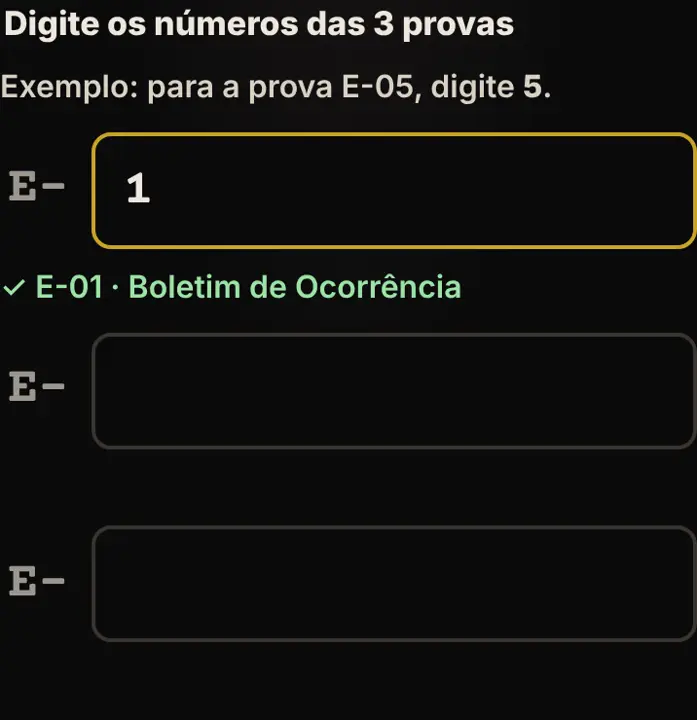 Digite os números das 3 provas
Exemplo: para a prova E-05, digite 5.
E- 1
✓ E-01 · Boletim de Ocorrência
E-
E-